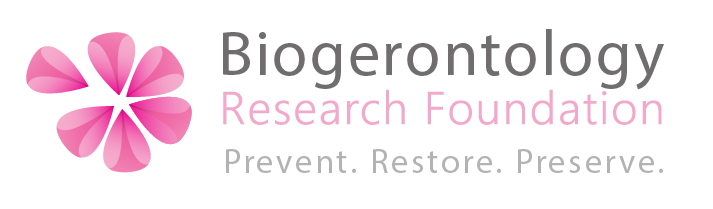 Biogerontology
Research Foundation
Prevent. Restore. Preserve.